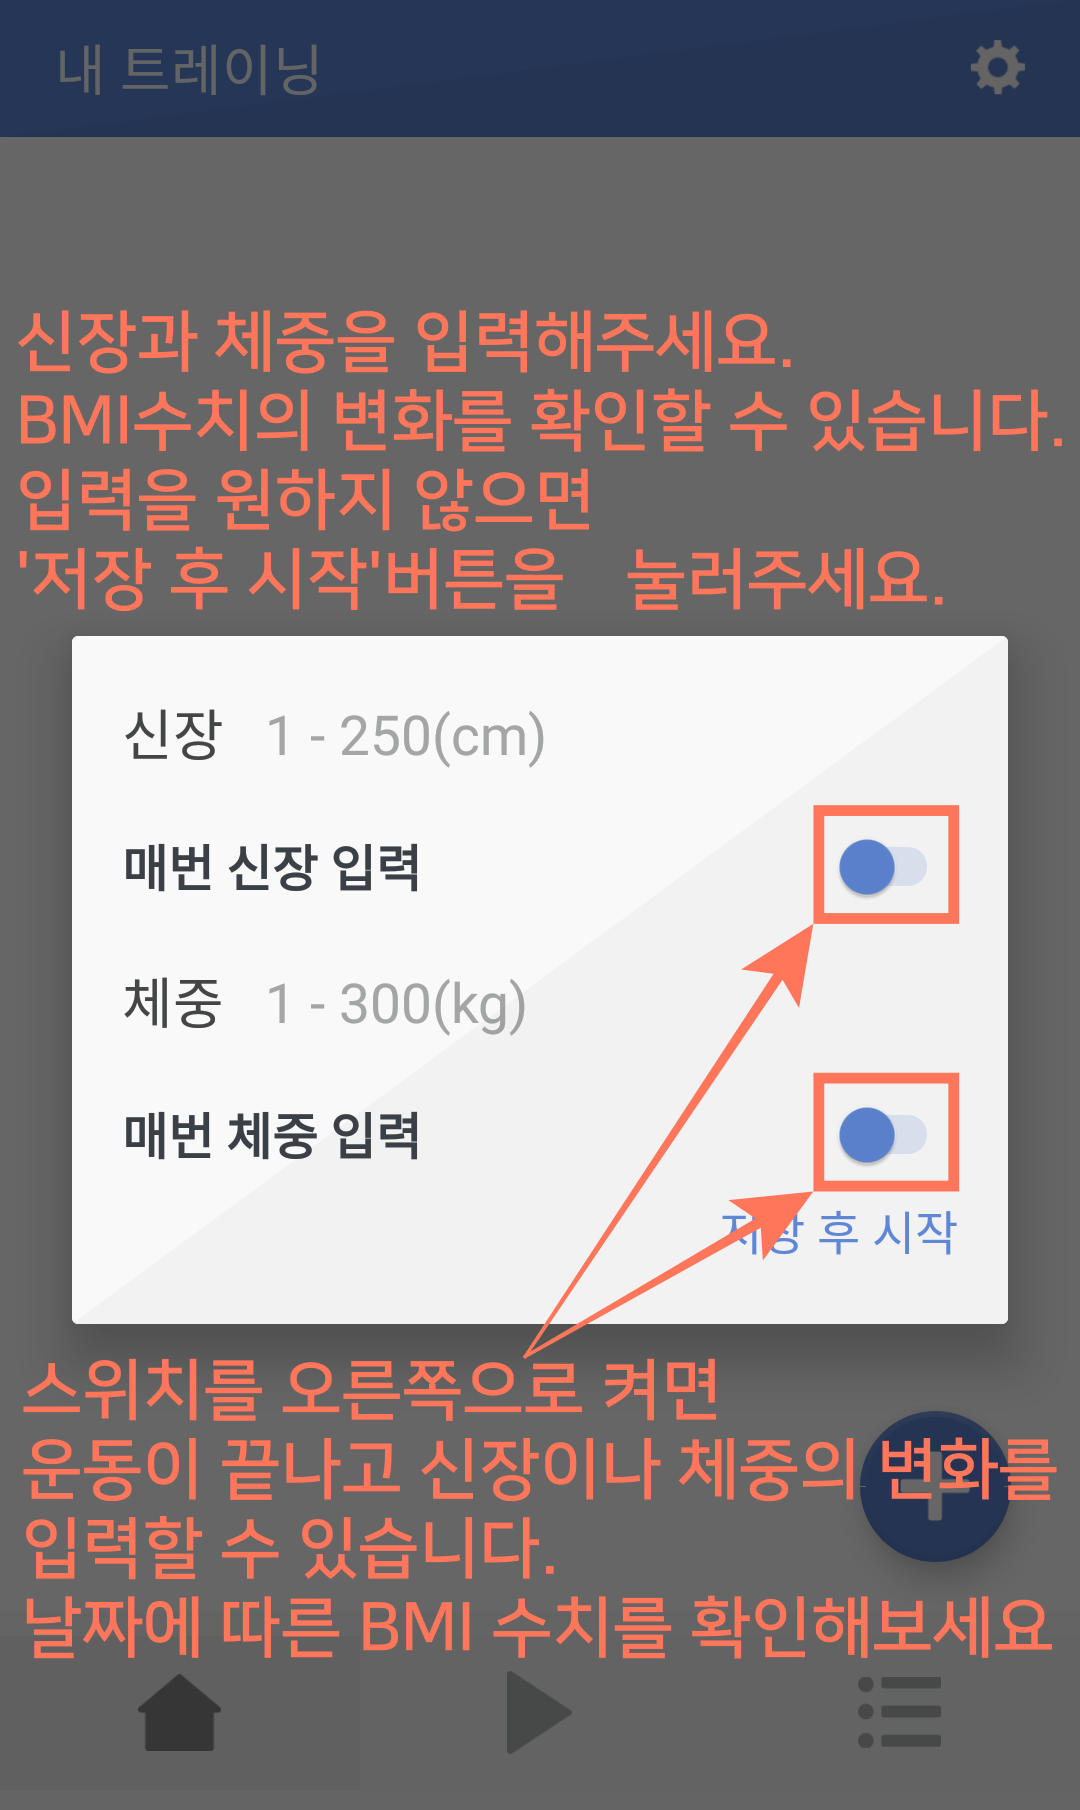 내 트레이닝
신장과 체중을 입력해주세요.
BMI수치의 변화를 확인할 수 있습니다.
입력을 원하지 않으면
'저장 후 시작'버튼을 눌러주세요.
신장 1 - 250(cm)
매번 신장 입력
체중 1 - 300(kg)
매번 체중 입력
저장 후 시작
스위치를 오른쪽으로 켜면
운동이 끝나고 신장이나 체중의 변화를
입력할 수 있습니다.
날짜에 따른 BMI 수치를 확인해보세요